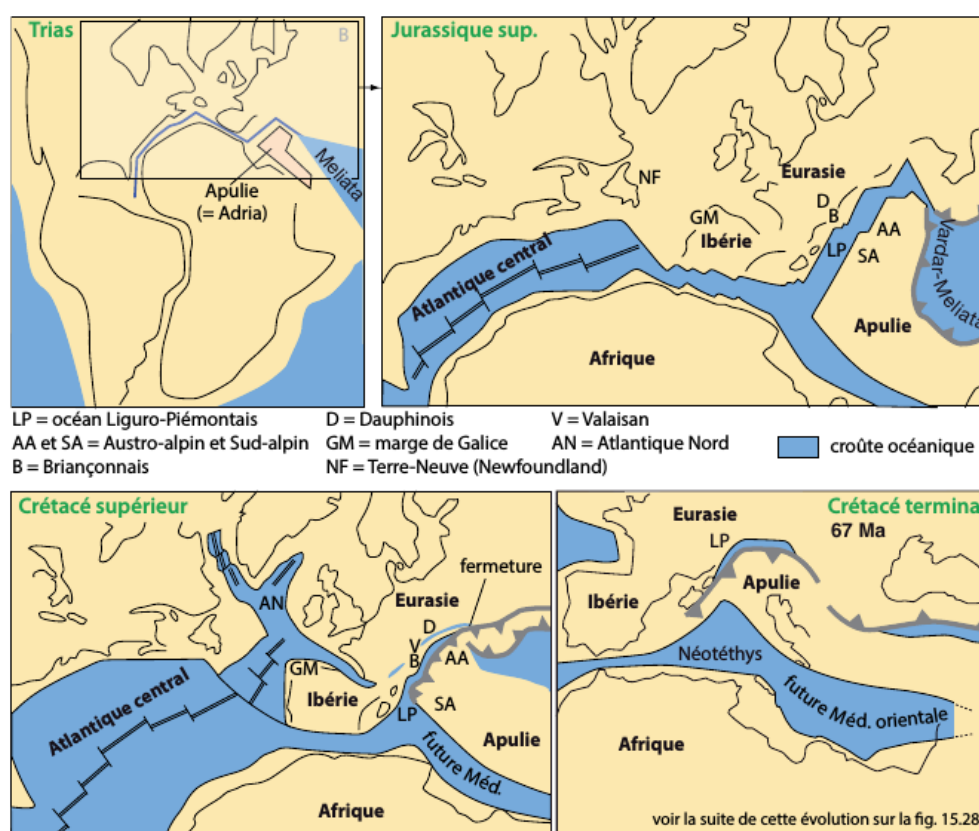 Trias
B
Apulie
(= Adria)
Meliata
Jurassique sup.
NF
Eurasie
GM
Ibérie
D
B
LP
AA
SA
Vardar-Meliata
Atlantique central
Apulie
Afrique
LP = océan Liguro-Piémontais
D = Dauphinois
V = Valaisan
AA et SA = Austro-alpin et Sud-alpin
GM = marge de Galice
AN = Atlantique Nord
B = Briançonnais
NF = Terre-Neuve (Newfoundland)
croûte océanique
Crétacé supérieur
fermeture
AN
Eurasie
D
V
B
AA
GM
Ibérie
LP
SA
Atlantique central
Apulie
future Méd.
Afrique
Crétacé termina
67 Ma
Eurasie
LP
Apulie
Ibérie
Néotéthys
future Méd. orientale
Afrique
voir la suite de cette évolution sur la fig. 15.28